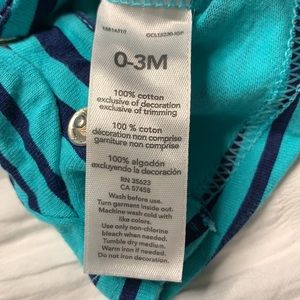 0-3M
100% cotton
exclusive of decoration
exclusive of trimming
100 % coton
décoration non comprise
garniture non comprise
100% algodón
excluyendo la decoración
RN 35623
CA 57458
Wash before use.
Turn garment inside out.
Machine wash cold with
like colors.
Use only non-chlorine
bleach when needed.
Tumble dry medium.
Warm iron if needed.
Do not iron decoration.